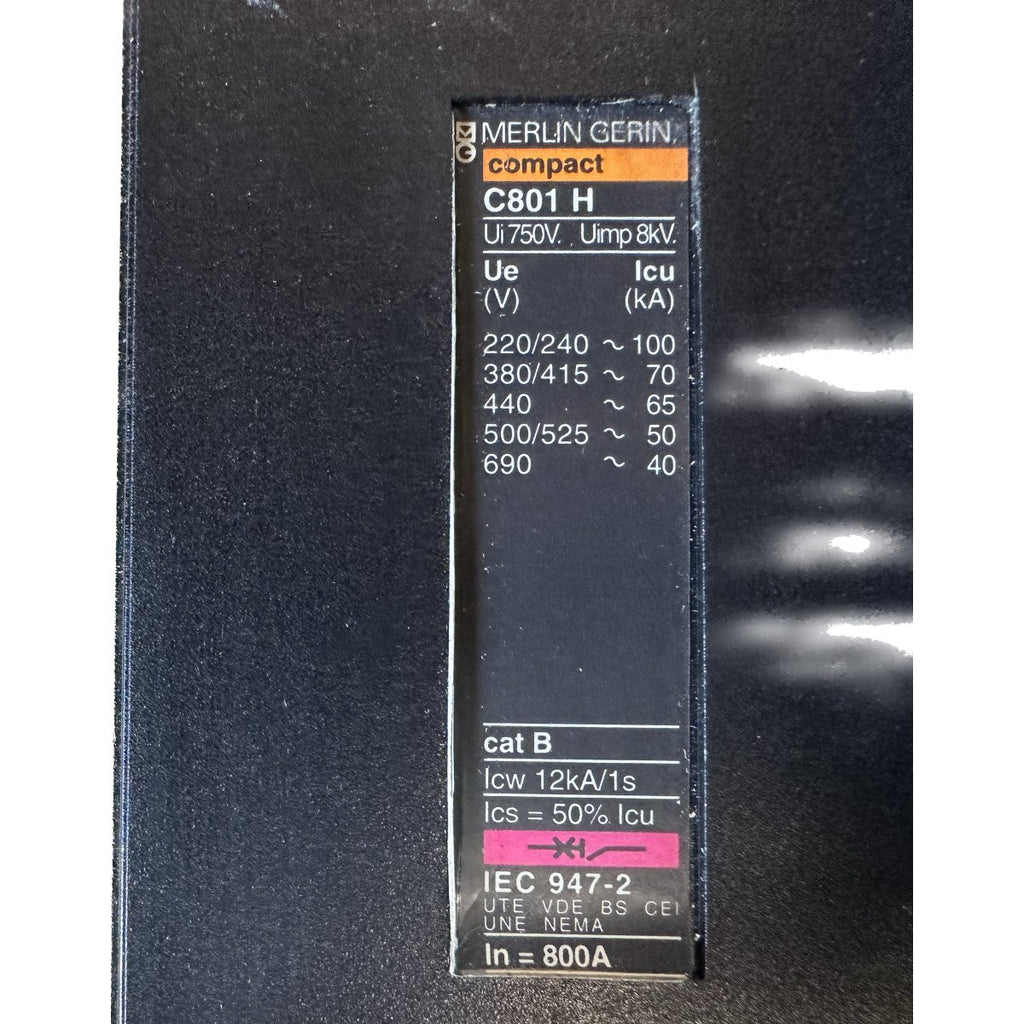 MERLIN GERIN
compact
C801 H
Ui 750V. Uimp 8kV.
Ue Icu
(V) (kA)
220/240 ~ 100
380/415 ~ 70
440 ~ 65
500/525 ~ 50
690 ~ 40
cat B
Icw 12kA/1s
Ics = 50% Icu
IEC 947-2
UTE VDE BS CEI
UNE NEMA
In = 800A